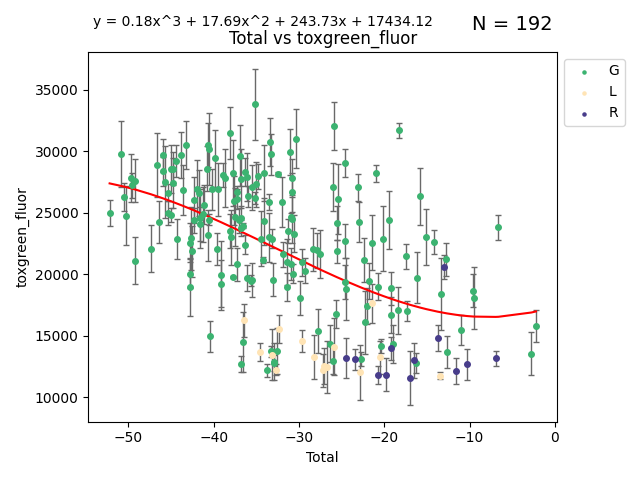 y = 0.18x^3 + 17.69x^2 + 243.73x + 17434.12
N = 192
Total vs toxgreen_fluor
35000
30000
25000
20000
15000
10000
toxgreen_fluor
−50
−40
−30
−20
−10
0
Total
G
L
R